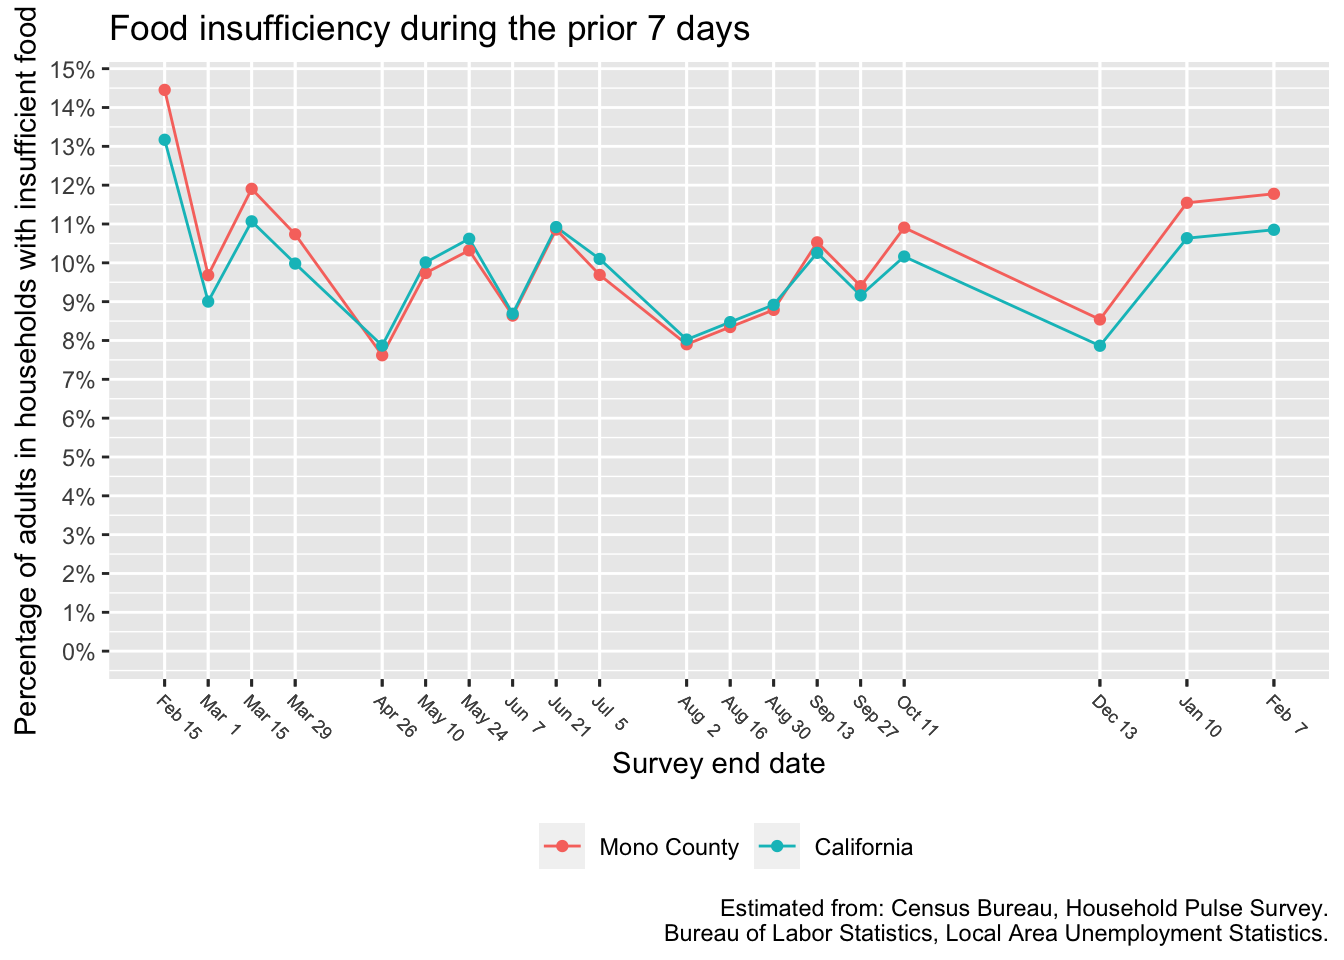 Food insufficiency during the prior 7 days
Percentage of adults in households with insufficient food
15%
14%
13%
12%
11%
10%
9%
8%
7%
6%
5%
4%
3%
2%
1%
0%
Feb 15
Mar 1
Mar 15
Mar 29
Apr 26
May 10
May 24
Jun 7
Jun 21
Jul 5
Aug 2
Aug 16
Aug 30
Sep 13
Sep 27
Oct 11
Dec 13
Jan 10
Feb 7
Survey end date
Mono County
California
Estimated from: Census Bureau, Household Pulse Survey.
Bureau of Labor Statistics, Local Area Unemployment Statistics.